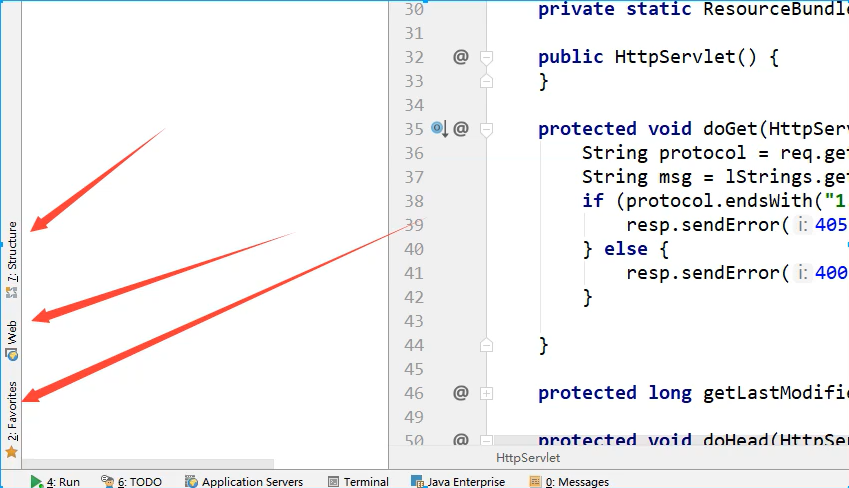 30 private static ResourceBundle
31
32 @ public HttpServlet() {
33 }
34
35 @ protected void doGet(HttpServ
36 String protocol = req.get
37 String msg = lStrings.get
38 if (protocol.endsWith("1
39 resp.sendError( i: 405
40 } else {
41 resp.sendError( i: 400
42 }
43
44 }
45
46 @ protected long getLastModifie
49
50 @ protected void doHead(HttpServ
HttpServlet
7: Structure
Web
2: Favorites
4: Run 6: TODO Application Servers Terminal Java Enterprise 0: Messages